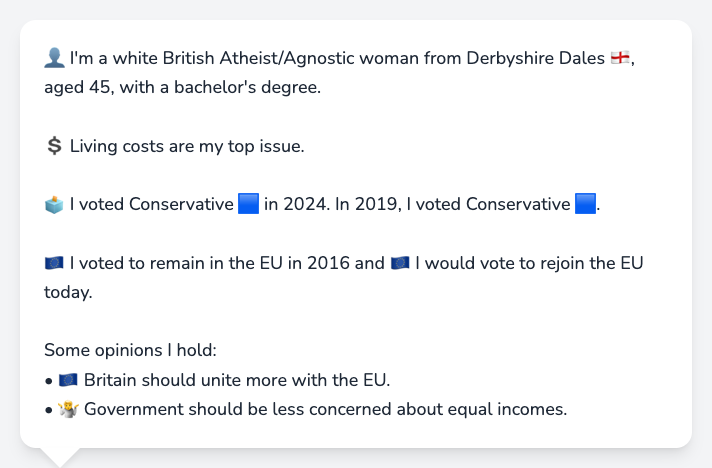 👤 I'm a white British Atheist/Agnostic woman from Derbyshire Dales 🏴󠁧󠁢󠁥󠁮󠁧󠁿,
aged 45, with a bachelor's degree.
💲 Living costs are my top issue.
🗳️ I voted Conservative 🟦 in 2024. In 2019, I voted Conservative 🟦.
🇪🇺 I voted to remain in the EU in 2016 and 🇪🇺 I would vote to rejoin the EU
today.
Some opinions I hold:
• 🇪🇺 Britain should unite more with the EU.
• 🤷‍♀️ Government should be less concerned about equal incomes.